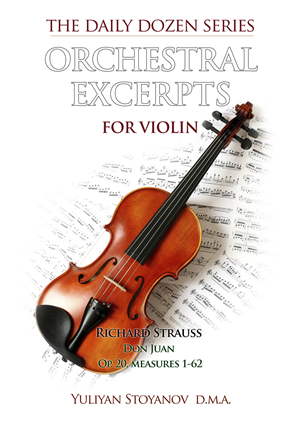 THE DAILY DOZEN SERIES
ORCHESTRAL
EXCERPTS
FOR VIOLIN
RICHARD STRAUSS
DON JUAN
OP. 20, MEASURES 1-62
YULIYAN STOYANOV D.M.A.